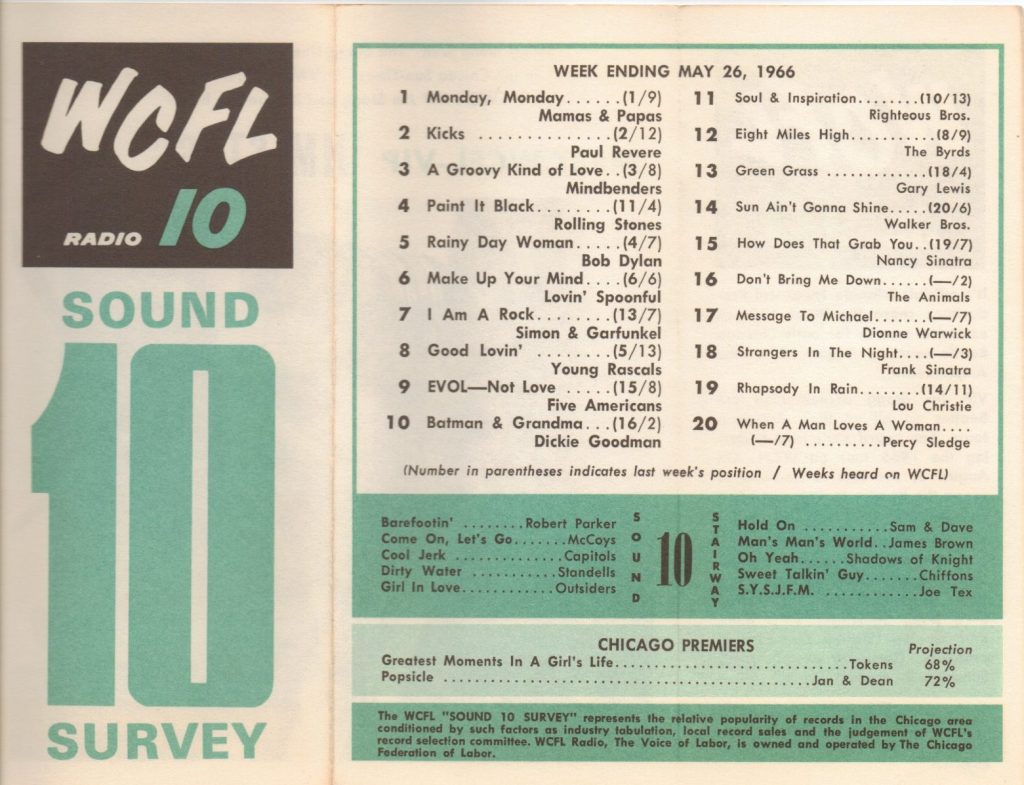 WCFL
RADIO 10
SOUND
10
SURVEY
WEEK ENDING MAY 26, 1966
1 Monday, Monday......(1/9)
Mamas & Papas
2 Kicks ............(2/12)
Paul Revere
3 A Groovy Kind of Love..(3/8)
Mindbenders
4 Paint It Black........(11/4)
Rolling Stones
5 Rainy Day Woman.....(4/7)
Bob Dylan
6 Make Up Your Mind....(6/6)
Lovin' Spoonful
7 I Am A Rock........(13/7)
Simon & Garfunkel
8 Good Lovin' ........(5/13)
Young Rascals
9 EVOL—Not Love .....(15/8)
Five Americans
10 Batman & Grandma...(16/2)
Dickie Goodman
11 Soul & Inspiration........(10/13)
Righteous Bros.
12 Eight Miles High...........(8/9)
The Byrds
13 Green Grass .............(18/4)
Gary Lewis
14 Sun Ain't Gonna Shine.....(20/6)
Walker Bros.
15 How Does That Grab You..(19/7)
Nancy Sinatra
16 Don't Bring Me Down......(—/2)
The Animals
17 Message To Michael.......(—/7)
Dionne Warwick
18 Strangers In The Night....(—/3)
Frank Sinatra
19 Rhapsody In Rain........(14/11)
Lou Christie
20 When A Man Loves A Woman....
(—/7) ..........Percy Sledge
(Number in parentheses indicates last week's position / Weeks heard on WCFL)
Barefootin' ........Robert Parker
Come On, Let's Go.......McCoys
Cool Jerk ..............Capitols
Dirty Water ...........Standells
Girl In Love............Outsiders
SOUND
10
STAIRWAY
Hold On ...........Sam & Dave
Man's Man's World..James Brown
Oh Yeah......Shadows of Knight
Sweet Talkin' Guy.......Chiffons
S.Y.S.J.F.M. .............Joe Tex
CHICAGO PREMIERS
Projection
Greatest Moments In A Girl's Life.............................Tokens 68%
Popsicle ..............................................Jan & Dean 72%
The WCFL "SOUND 10 SURVEY" represents the relative popularity of records in the Chicago area
conditioned by such factors as industry tabulation, local record sales and the judgement of WCFL's
record selection committee. WCFL Radio, The Voice of Labor, is owned and operated by The Chicago
Federation of Labor.